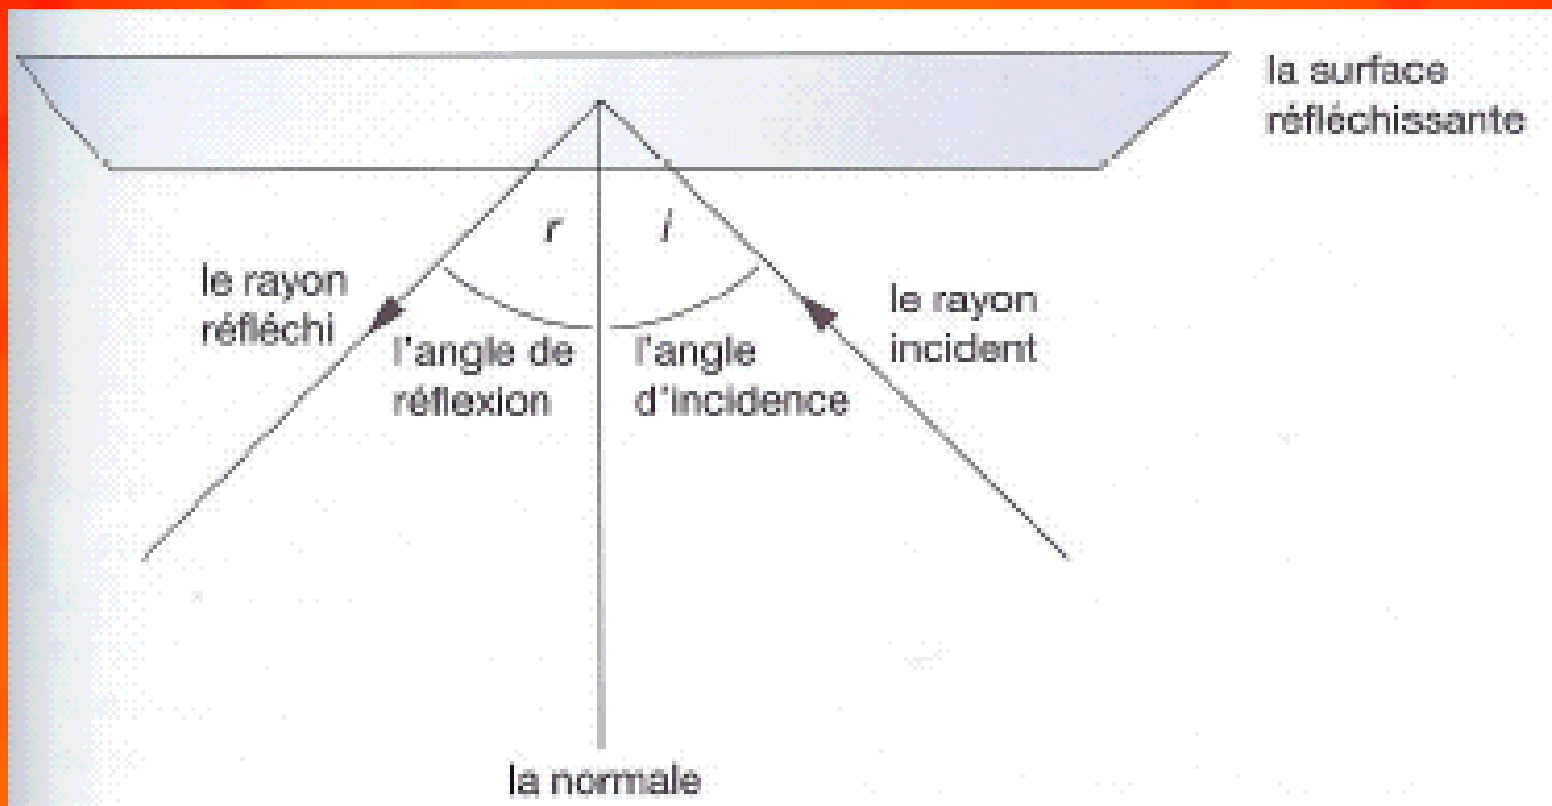 la surface
réfléchissante
r
i
le rayon
réfléchi
le rayon
incident
l'angle de
réflexion
l'angle
d'incidence
la normale